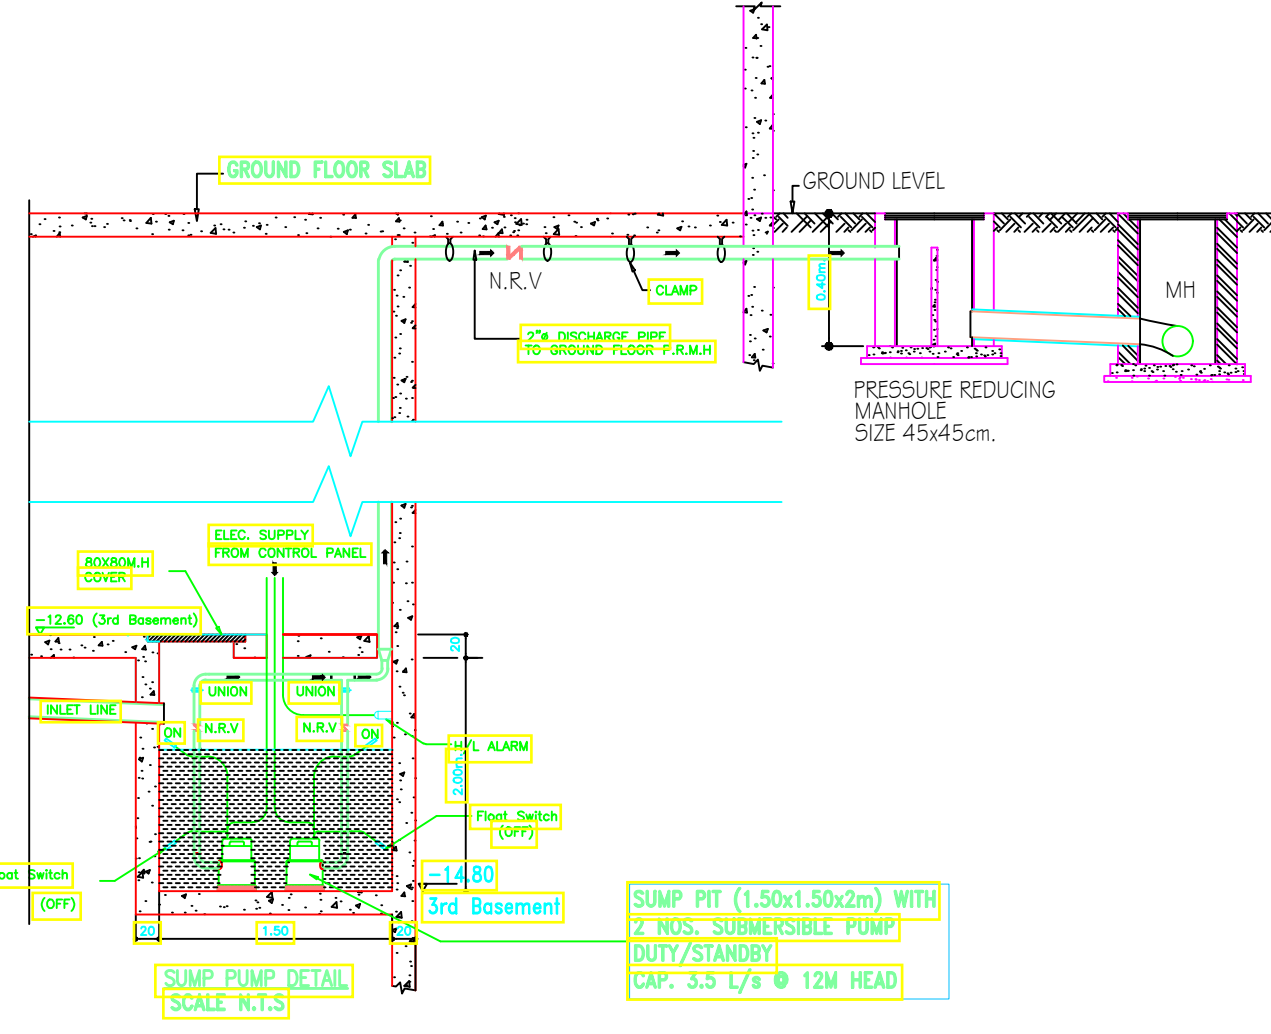 GROUND FLOOR SLAB
GROUND LEVEL
N.R.V
CLAMP
0.40m.
MH
2"ø DISCHARGE PIPE
TO GROUND FLOOR P.R.M.H
PRESSURE REDUCING
MANHOLE
SIZE 45x45cm.
ELEC. SUPPLY
FROM CONTROL PANEL
80X80M.H
COVER
-12.60 (3rd Basement)
20
UNION
UNION
INLET LINE
ON
N.R.V
N.R.V
ON
H/L ALARM
2.00m.
Float Switch
(OFF)
oat Switch
(OFF)
-14.80
3rd Basement
SUMP PIT (1.50x1.50x2m) WITH
2 NOS. SUBMERSIBLE PUMP
DUTY/STANDBY
CAP. 3.5 L/s @ 12M HEAD
20
1.50
20
SUMP PUMP DETAIL
SCALE N.T.S